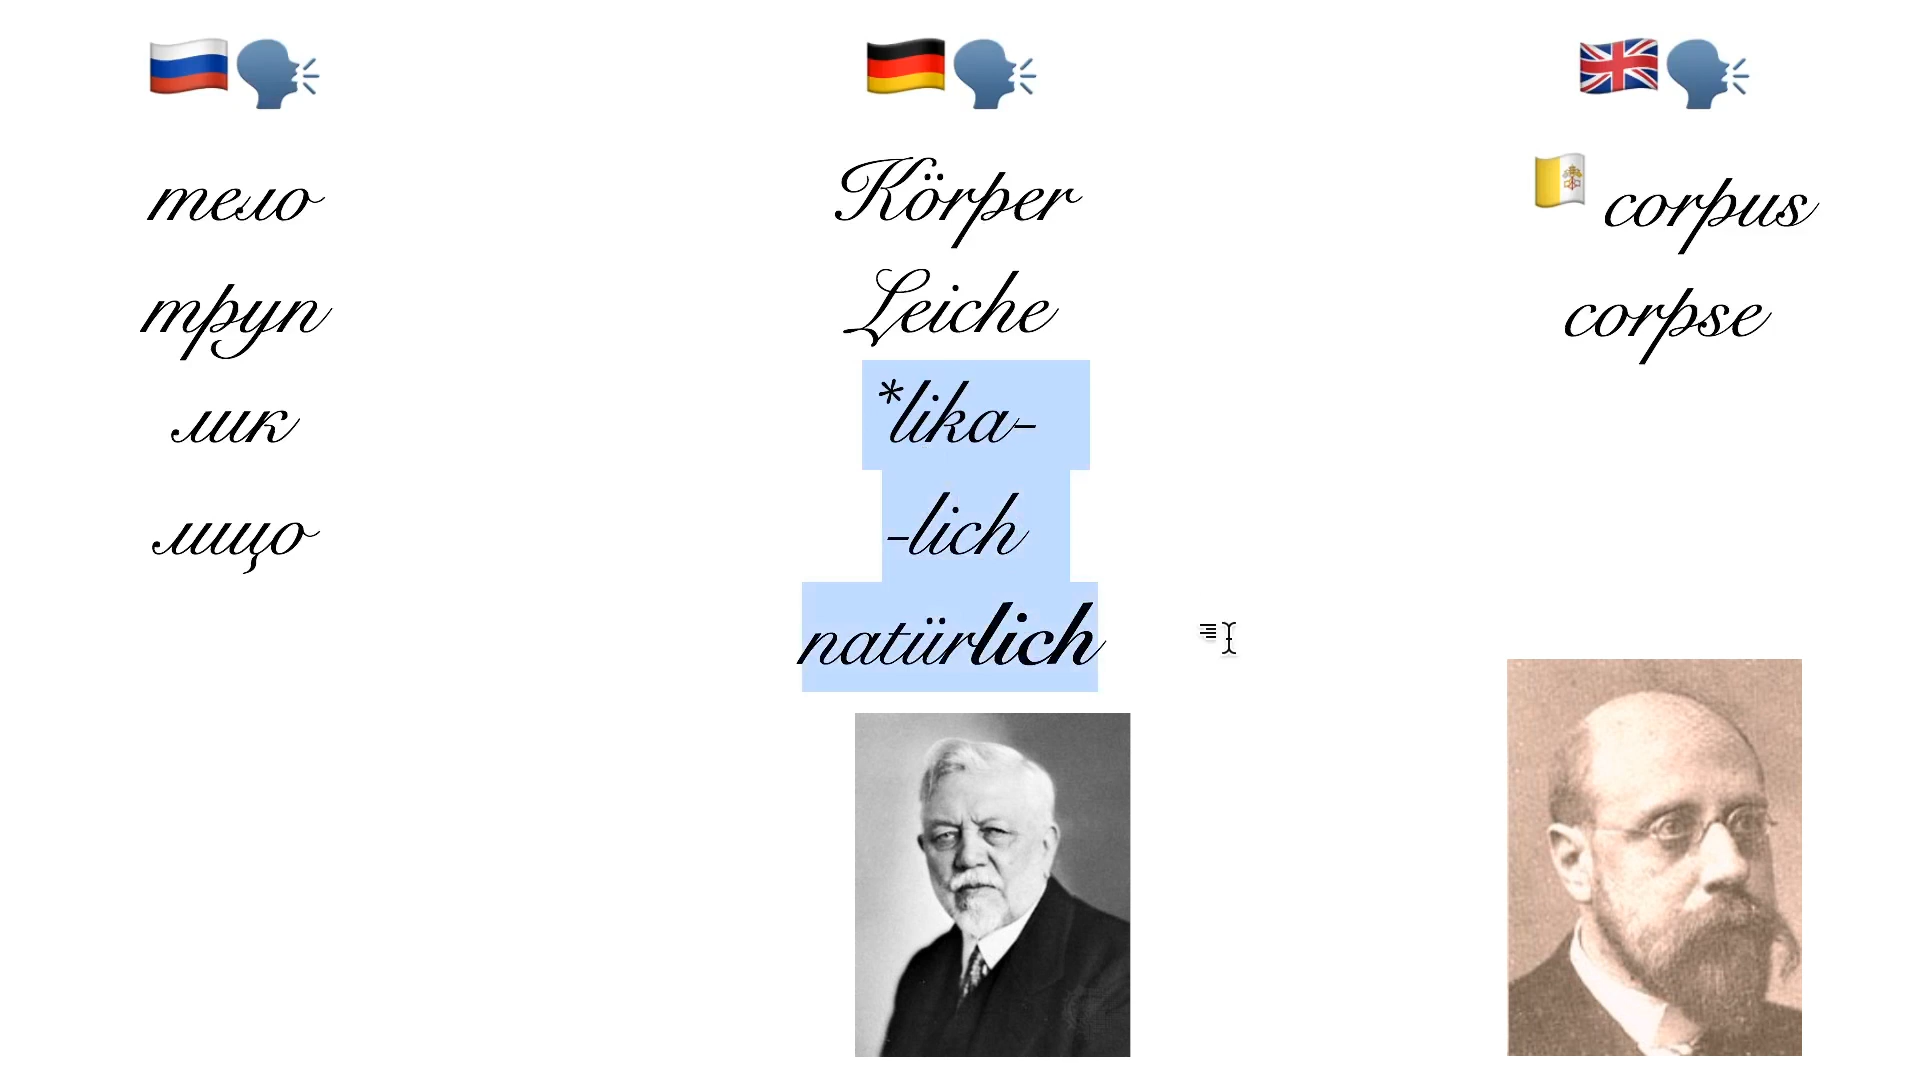 тело
труп
лик
лицо
Körper
Leiche
*lika-
-lich
natürlich
corpus
corpse